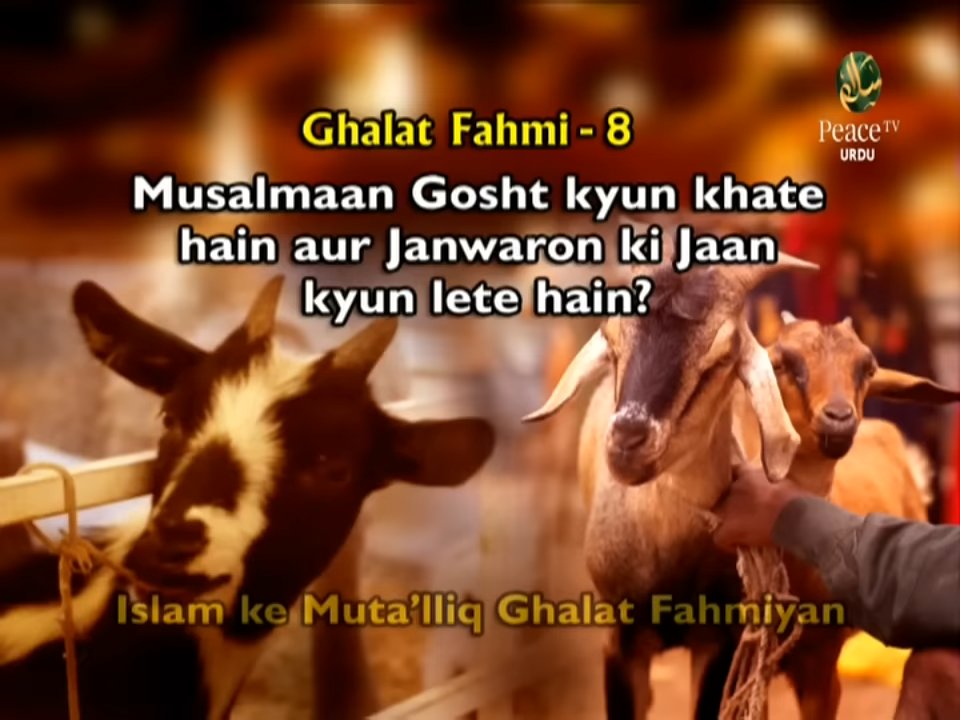 Ghalat Fahmi - 8
سلام
Peace TV
URDU
Musalmaan Gosht kyun khate
hain aur Janwaron ki Jaan
kyun lete hain?
Islam ke Muta'lliq Ghalat Fahmiyan